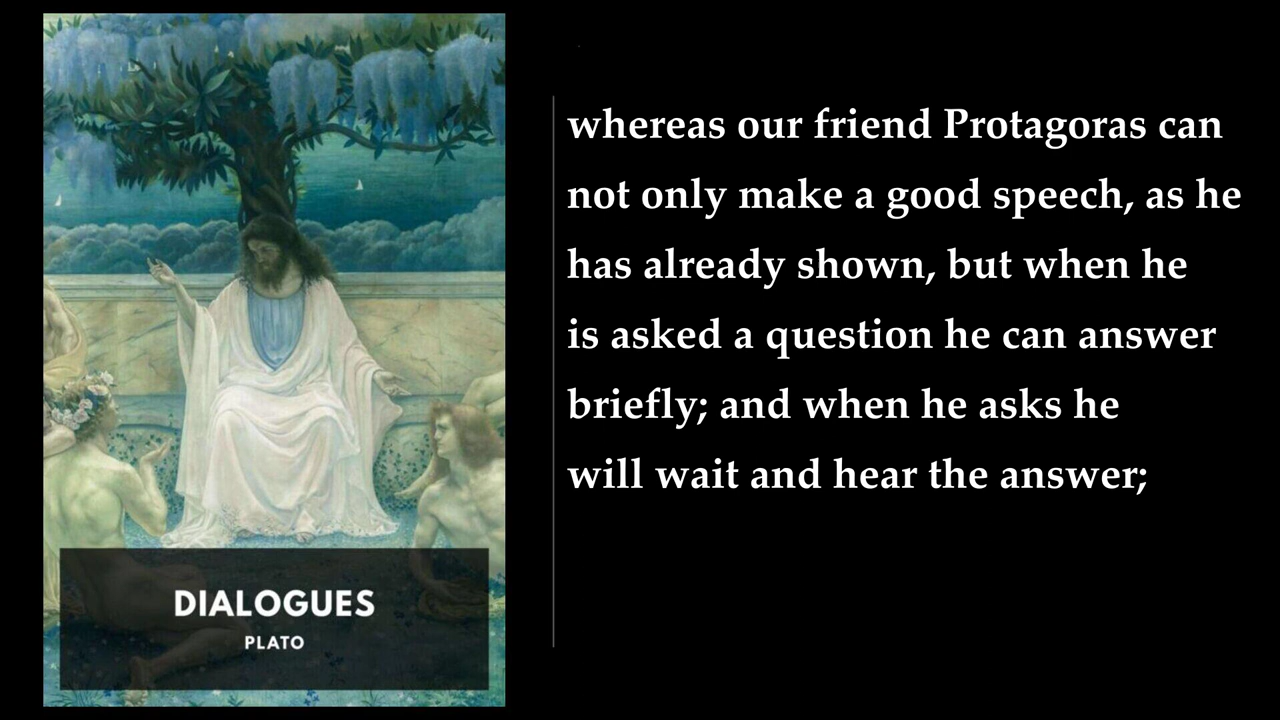 DIALOGUES
PLATO
whereas our friend Protagoras can
not only make a good speech, as he
has already shown, but when he
is asked a question he can answer
briefly; and when he asks he
will wait and hear the answer;